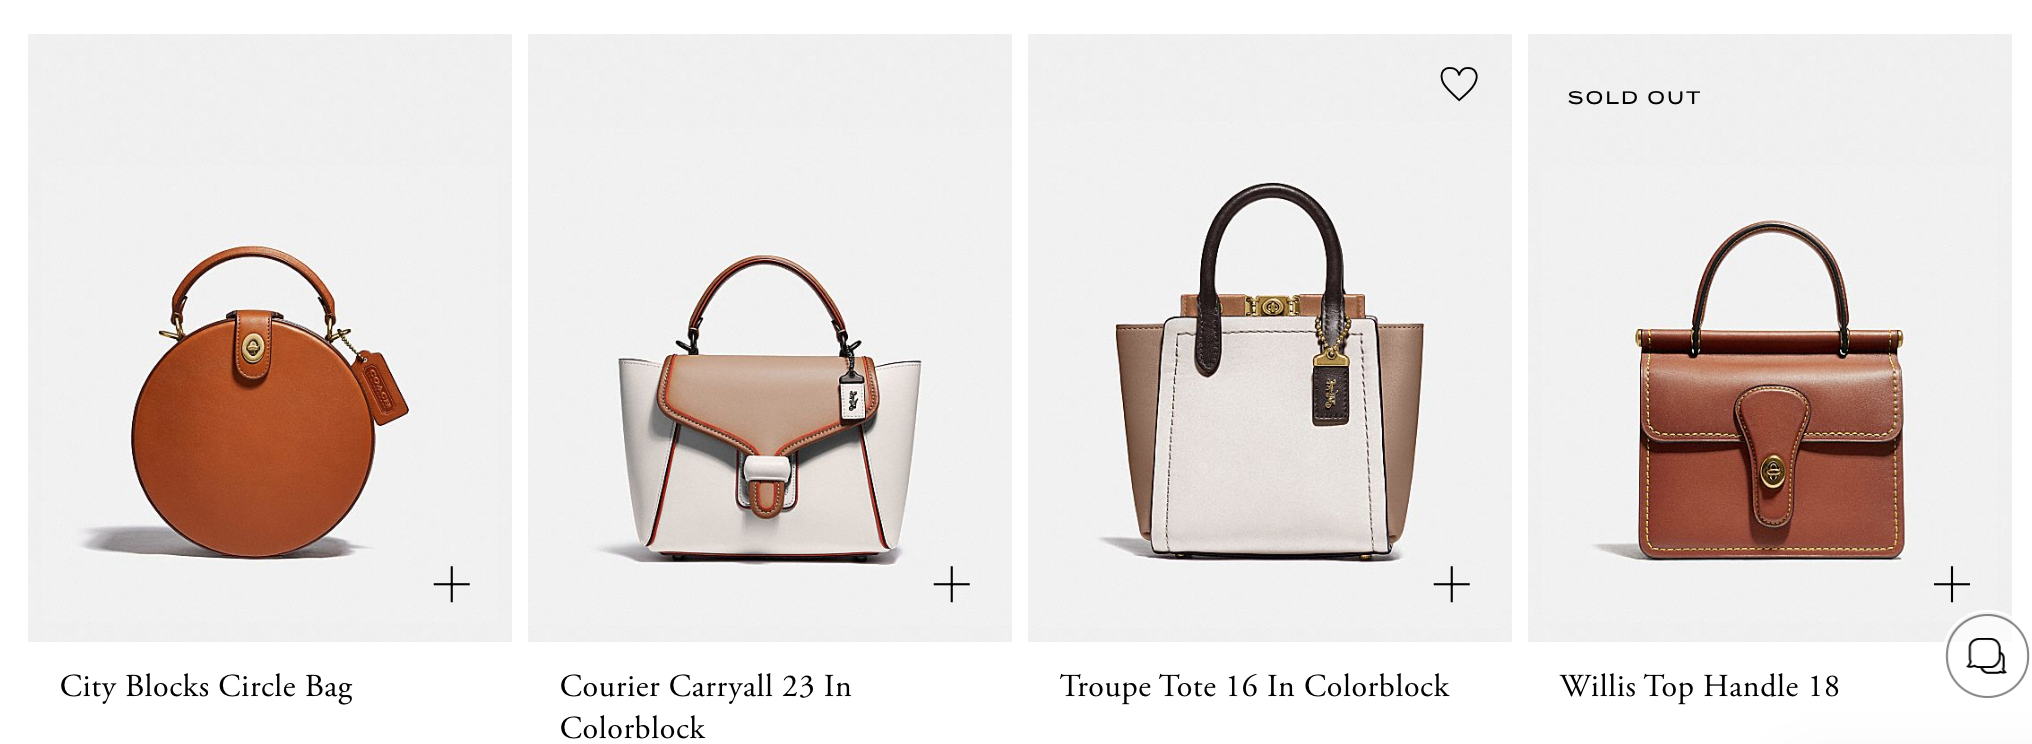 SOLD OUT
COACH
City Blocks Circle Bag
Courier Carryall 23 In
Colorblock
Troupe Tote 16 In Colorblock
Willis Top Handle 18